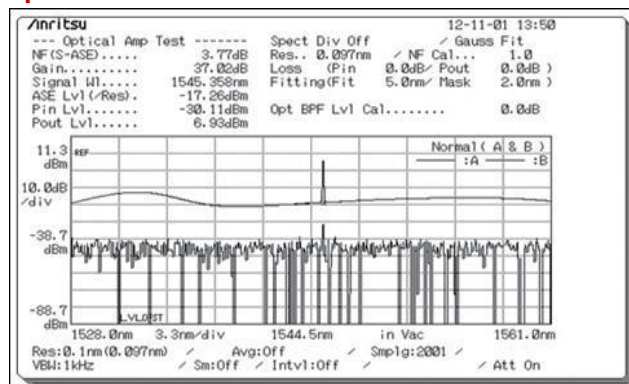 Anritsu 12-11-01 13:50
--- Optical Amp Test ------- Spect Div Off / Gauss Fit
NF(S-ASE)..... 3.77dB Res.. 0.097nm / NF Cal... 1.0
Gain.......... 37.02dB Loss (Pin 0.0dB/ Pout 0.0dB )
Signal Wl..... 1545.358nm Fitting(Fit 5.0nm/ Mask 2.0nm )
ASE Lvl(/Res). -17.26dBm
Pin Lvl....... -30.11dBm Opt BPF Lvl Cal........ 0.0dB
Pout Lvl...... 6.93dBm
11.3 REF Normal( A & B )
dBm :A :B
10.0dB
/div
-38.7
dBm
-88.7
dBm LVLOFST
1528.0nm 3.3nm/div 1544.5nm in Vac 1561.0nm
Res:0.1nm(0.097nm) / Avg:Off / Smplg:2001 /
VBW:1kHz / Sm:Off / Intvl:Off / / Att On